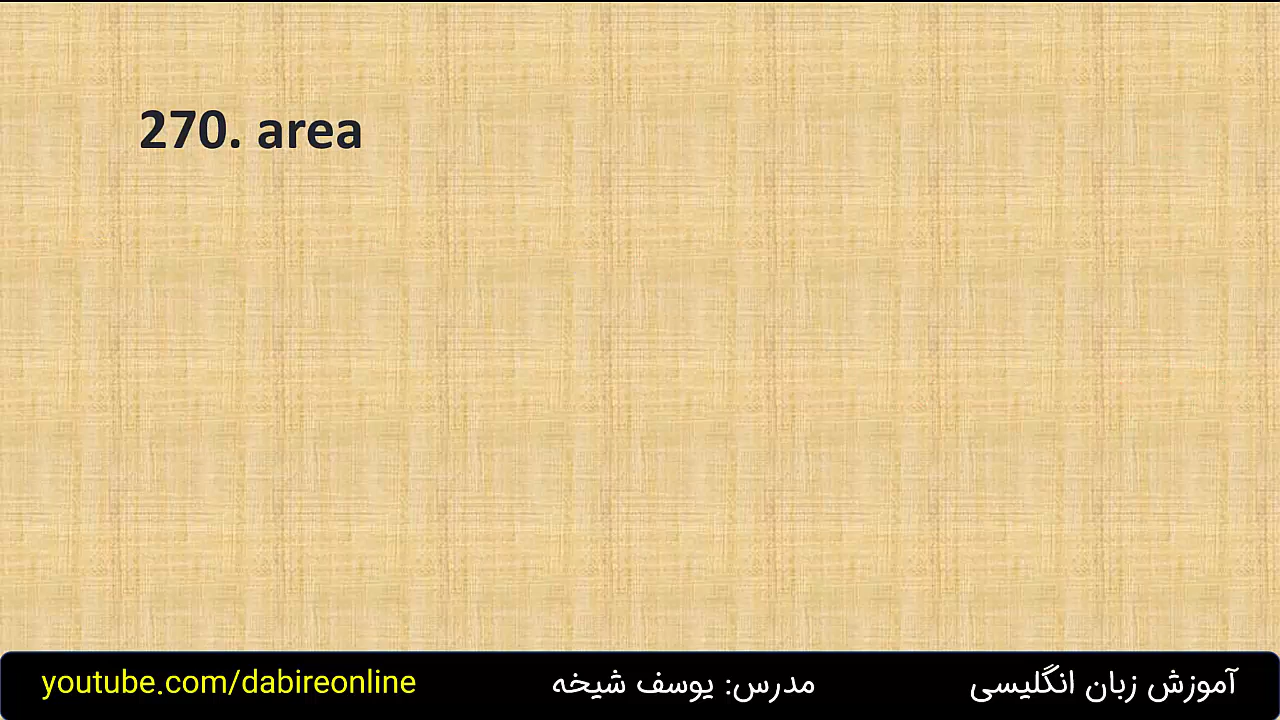 270. area
youtube.com/dabireonline مدرس: یوسف شیخه آموزش زبان انگلیسی